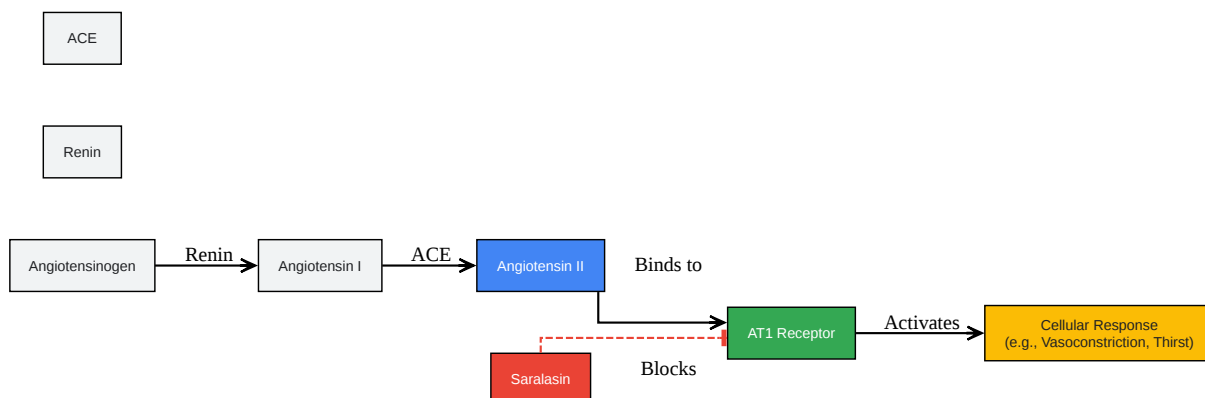 ACE
Renin
Angiotensinogen
Renin
Angiotensin I
ACE
Angiotensin II
Binds to
AT1 Receptor
Activates
Cellular Response
(e.g., Vasoconstriction, Thirst)
Saralasin
Blocks